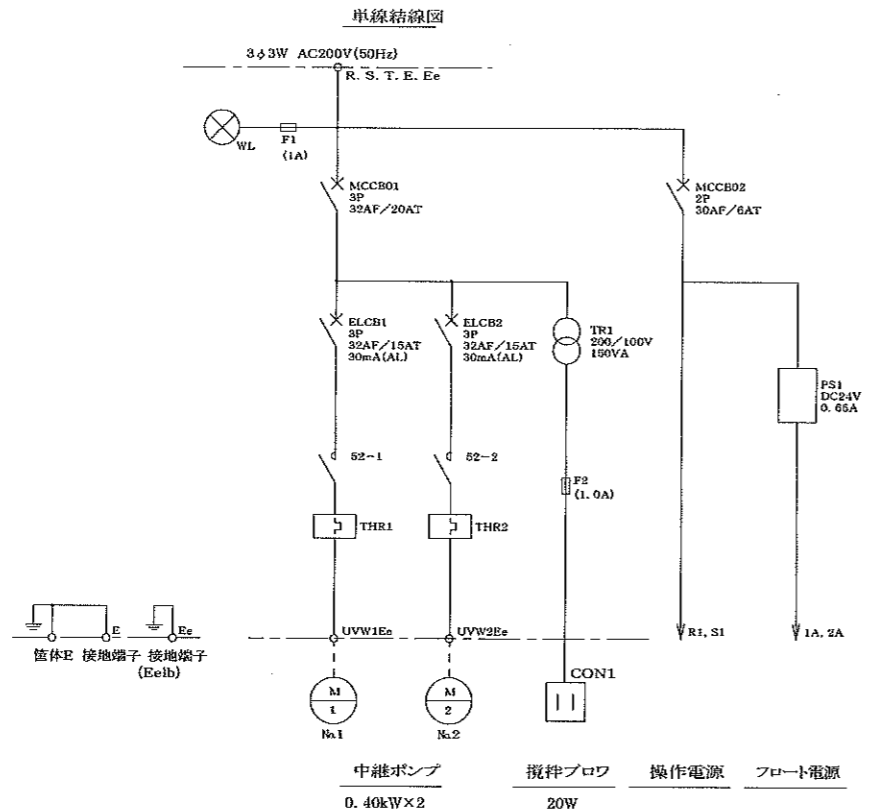 単線結線図
3φ3W AC200V(50Hz)
R. S. T. E. Ee
WL
F1
(1A)
MCCB01
3P
32AF/20AT
MCCB02
2P
30AF/6AT
ELCB1
3P
32AF/15AT
30mA(AL)
ELCB2
3P
32AF/15AT
30mA(AL)
TR1
200/100V
150VA
PS1
DC24V
0. 65A
52-1
52-2
F2
(1. 0A)
THR1
THR2
E
Ee
UVW1Ee
UVW2Ee
R1, S1
1A, 2A
筐体E 接地端子 接地端子
(Eelb)
CON1
M
1
M
2
No.1
No.2
中継ポンプ
攪拌ブロワ
操作電源
フロート電源
0. 40kW×2
20W